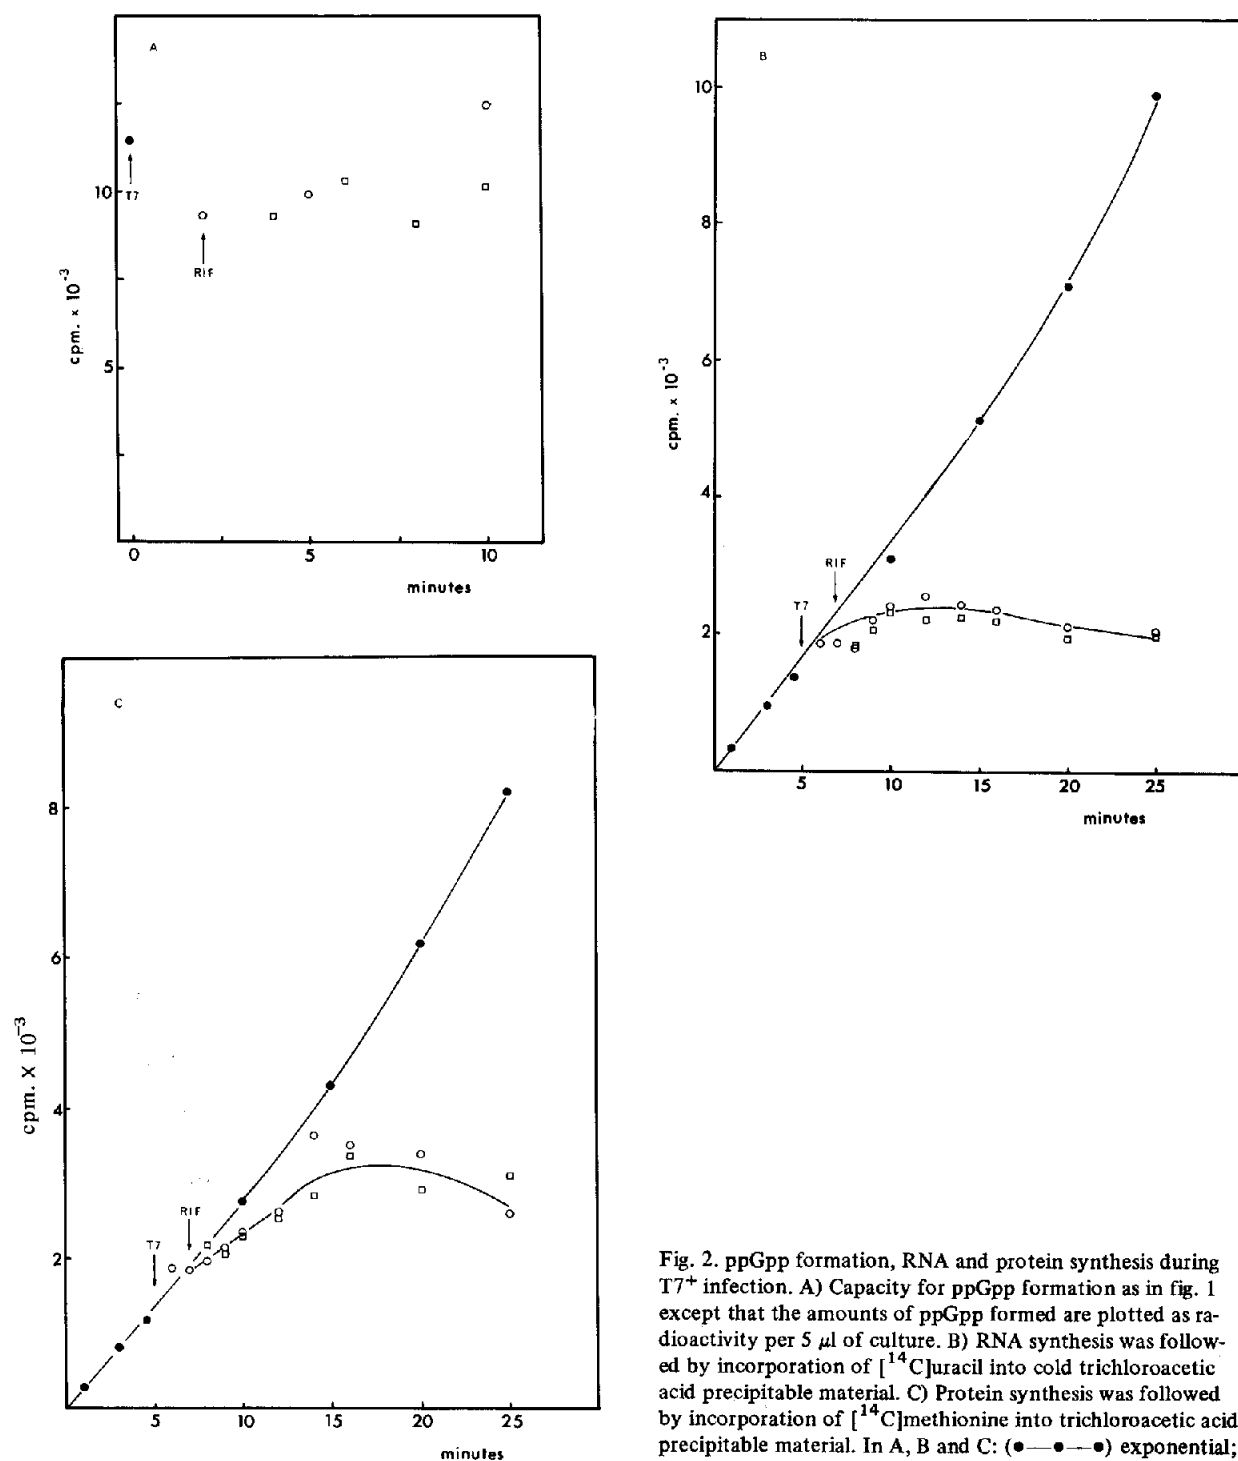 A
T7
RIF
10
5
cpm. × 10⁻³
0
5
10
minutes
B
10
8
6
4
2
cpm. × 10⁻³
T7
RIF
5
10
15
20
25
minutes
C
8
6
4
2
cpm. X 10⁻³
T7
RIF
5
10
15
20
25
minutes
Fig. 2. ppGpp formation, RNA and protein synthesis during
T7⁺ infection. A) Capacity for ppGpp formation as in fig. 1
except that the amounts of ppGpp formed are plotted as ra-
dioactivity per 5 μl of culture. B) RNA synthesis was follow-
ed by incorporation of [¹⁴C]uracil into cold trichloroacetic
acid precipitable material. C) Protein synthesis was followed
by incorporation of [¹⁴C]methionine into trichloroacetic acid
precipitable material. In A, B and C: (●—●—●) exponential;